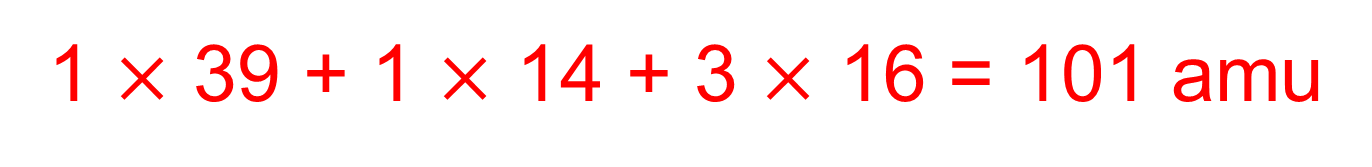 1 × 39 + 1 × 14 + 3 × 16 = 101 amu